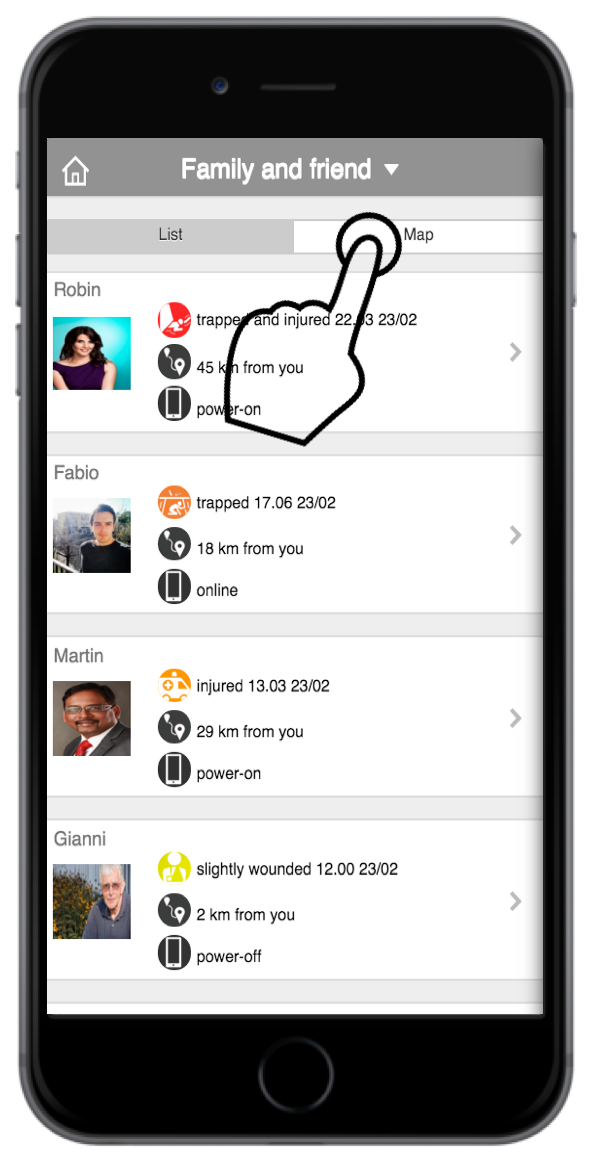 Family and friend
List
Map
Robin
trapped and injured 22.03 23/02
45 km from you
power-on
Fabio
trapped 17.06 23/02
18 km from you
online
Martin
injured 13.03 23/02
29 km from you
power-on
Gianni
slightly wounded 12.00 23/02
2 km from you
power-off